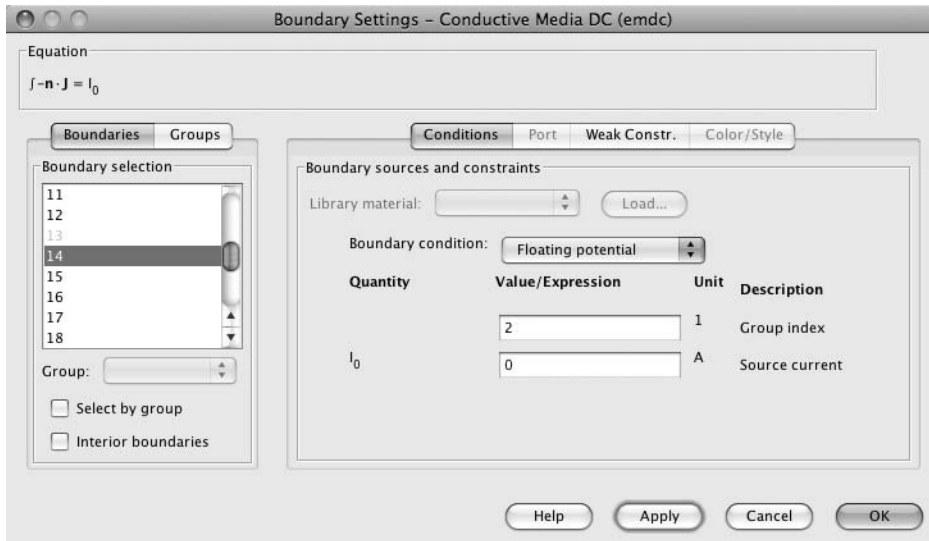 Boundary Settings – Conductive Media DC (emdc)
Equation
∫-n · J = I0
Boundaries Groups
Boundary selection
11
12
13
14
15
16
17
18
Group:
Select by group
Interior boundaries
Conditions Port Weak Constr. Color/Style
Boundary sources and constraints
Library material: Load...
Boundary condition: Floating potential
Quantity Value/Expression Unit Description
2 1 Group index
I0 0 A Source current
Help Apply Cancel OK